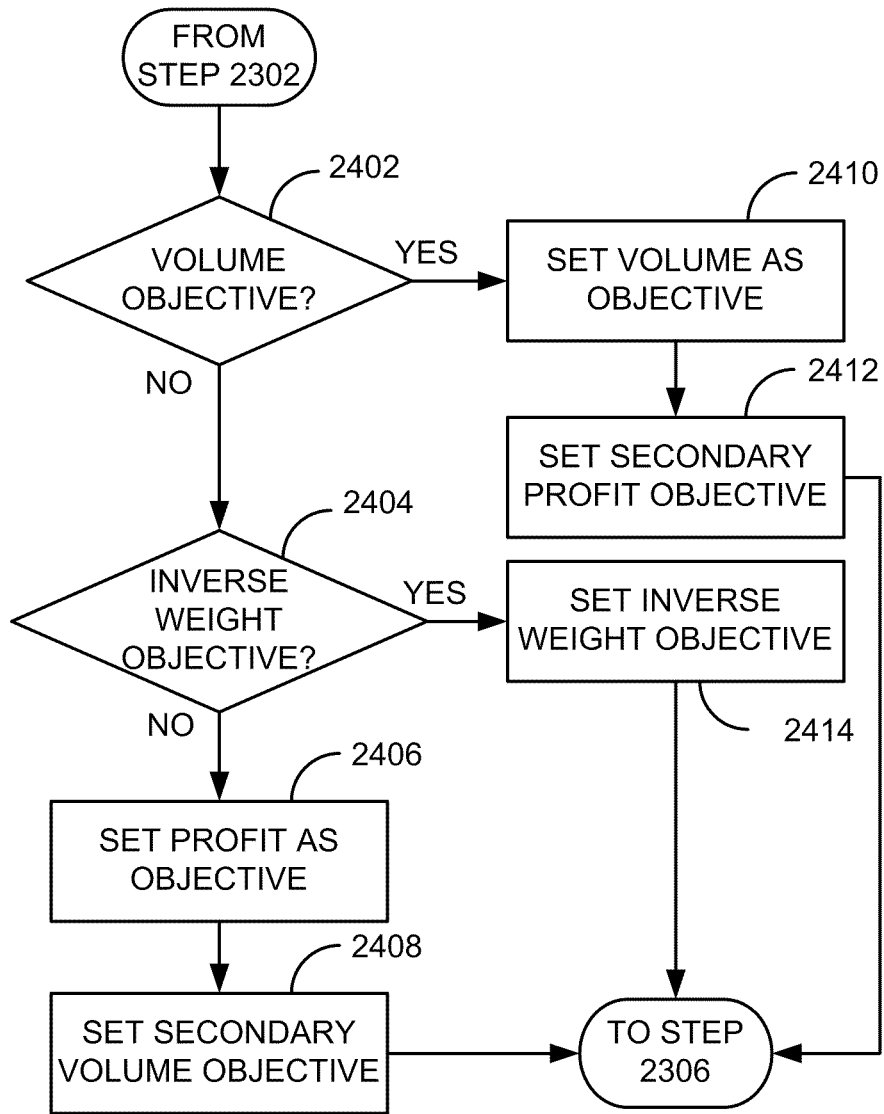 FROM
STEP 2302
2402
VOLUME
OBJECTIVE?
YES
NO
2410
SET VOLUME AS
OBJECTIVE
2412
SET SECONDARY
PROFIT OBJECTIVE
2404
INVERSE
WEIGHT
OBJECTIVE?
YES
NO
SET INVERSE
WEIGHT OBJECTIVE
2414
2406
SET PROFIT AS
OBJECTIVE
2408
SET SECONDARY
VOLUME OBJECTIVE
TO STEP
2306